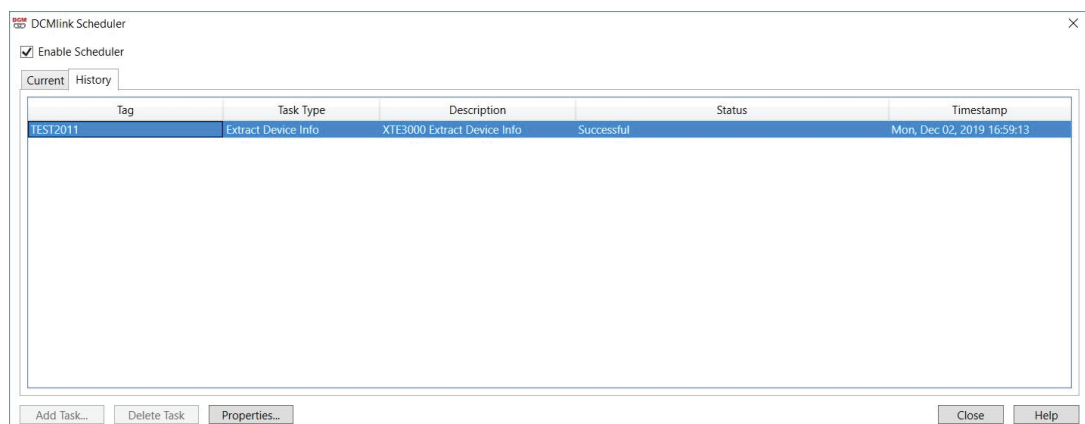 DCM DCMlink Scheduler
Enable Scheduler
Current History
Tag Task Type Description Status Timestamp
TEST2011 Extract Device Info XTE3000 Extract Device Info Successful Mon, Dec 02, 2019 16:59:13
Add Task... Delete Task Properties... Close Help